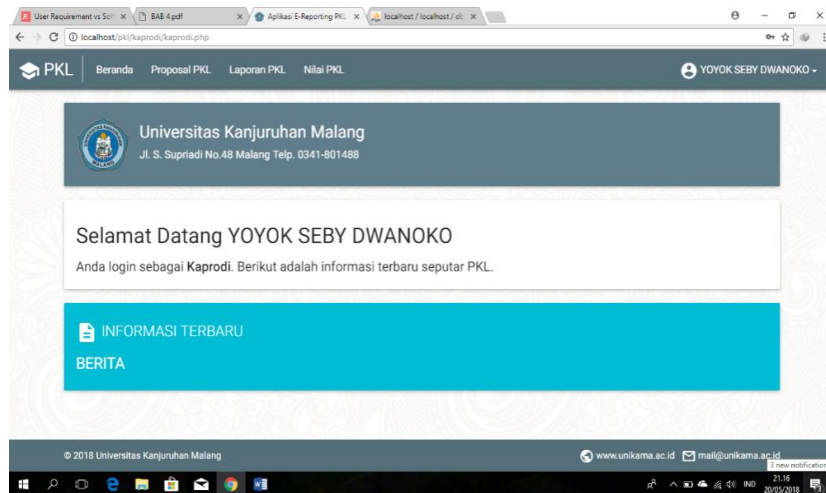 User Requirement vs Sof
BAB 4.pdf
Aplikasi E-Reporting PKL
localhost / localhost / db
localhost/pkl/kaprodi/kaprodi.php
PKL
Beranda
Proposal PKL
Laporan PKL
Nilai PKL
YOYOK SEBY DWANOKO
Universitas Kanjuruhan Malang
Jl. S. Supriadi No.48 Malang Telp. 0341-801488
Selamat Datang YOYOK SEBY DWANOKO
Anda login sebagai Kaprodi. Berikut adalah informasi terbaru seputar PKL.
INFORMASI TERBARU
BERITA
© 2018 Universitas Kanjuruhan Malang
www.unikama.ac.id
mail@unikama.ac.id
3 new notification
IND
21.16
20/05/2018